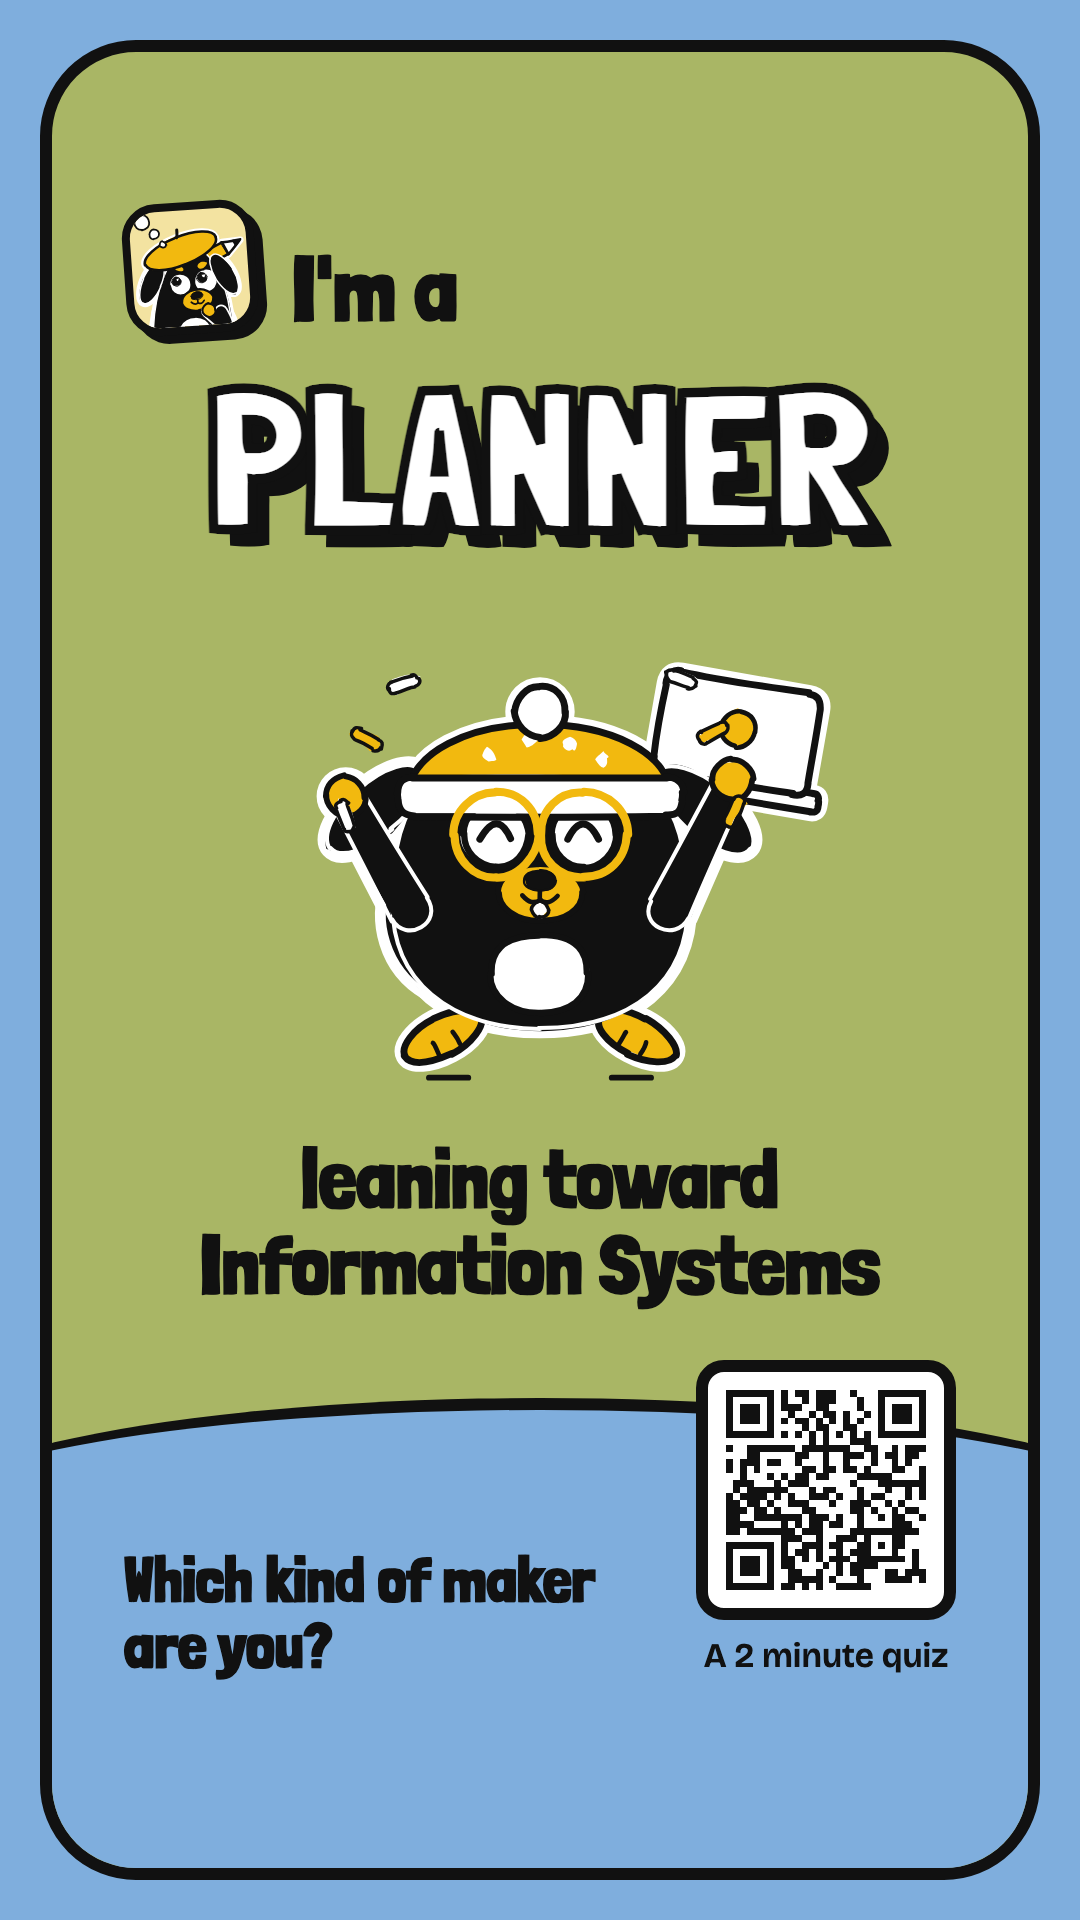 I'm a
PLANNER
leaning toward
Information Systems
Which kind of maker
are you?
A 2 minute quiz